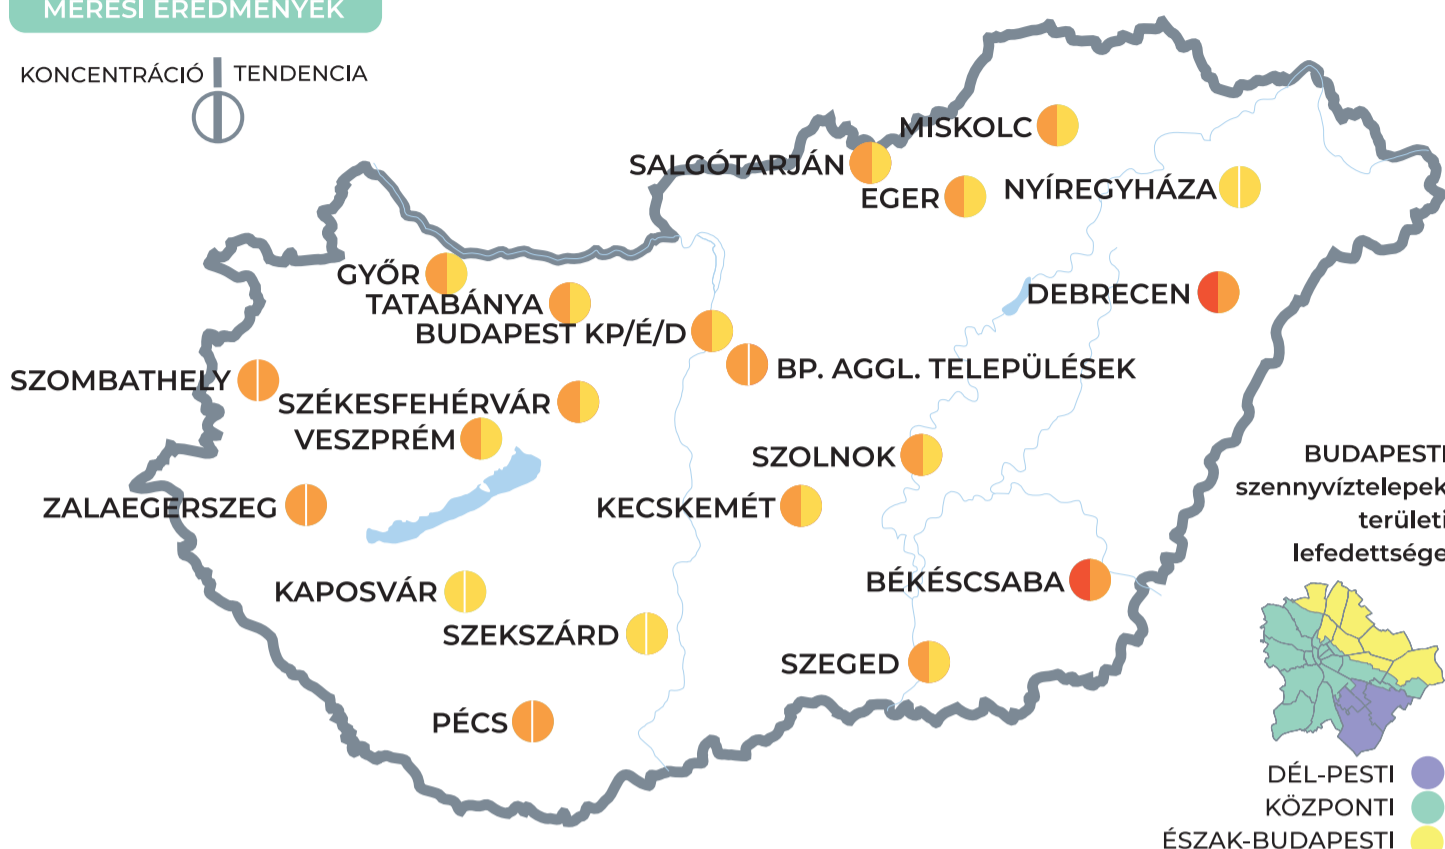 MÉRÉSI EREDMÉNYEK
KONCENTRÁCIÓ
TENDENCIA
MISKOLC
SALGÓTARJÁN
EGER
NYÍREGYHÁZA
GYŐR
TATABÁNYA
DEBRECEN
BUDAPEST KP/É/D
BP. AGGL. TELEPÜLÉSEK
SZOMBATHELY
SZÉKESFEHÉRVÁR
VESZPRÉM
SZOLNOK
ZALAEGERSZEG
KECSKEMÉT
KAPOSVÁR
BÉKÉSCSABA
SZEKSZÁRD
SZEGED
PÉCS
BUDAPESTI
szennyvíztelepek
területi
lefedettsége
DÉL-PESTI
KÖZPONTI
ÉSZAK-BUDAPESTI